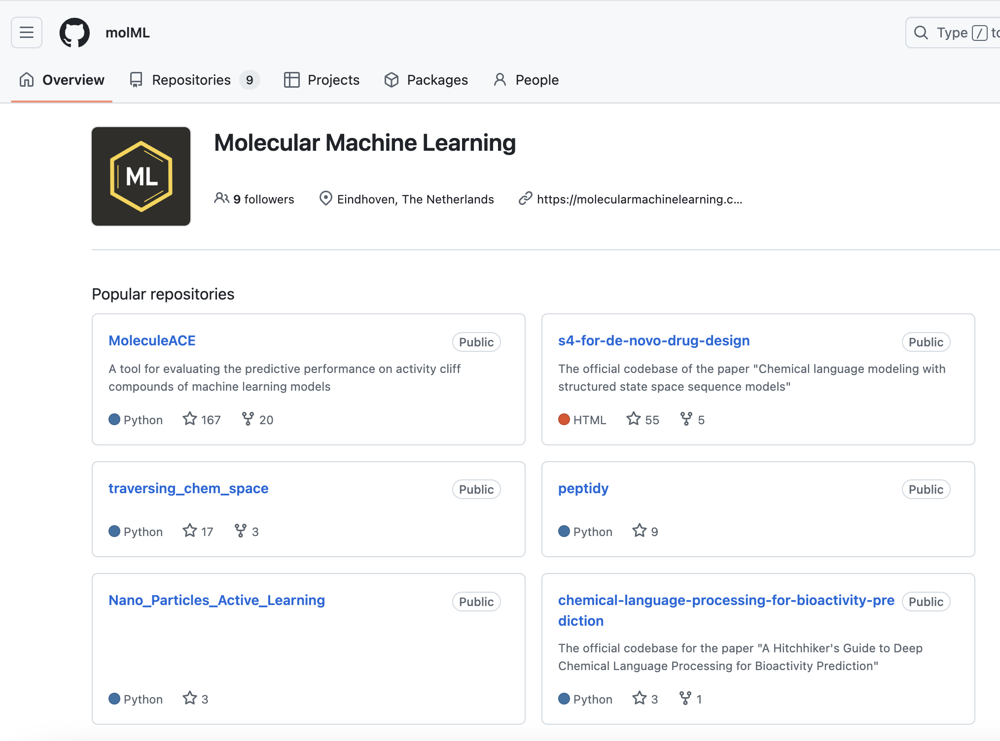 molML
Type / to
Overview
Repositories 9
Projects
Packages
People
ML
Molecular Machine Learning
9 followers
Eindhoven, The Netherlands
https://molecularmachinelearning.c...
Popular repositories
MoleculeACE
Public
A tool for evaluating the predictive performance on activity cliff
compounds of machine learning models
Python 167 20
s4-for-de-novo-drug-design
Public
The official codebase of the paper "Chemical language modeling with
structured state space sequence models"
HTML 55 5
traversing_chem_space
Public
Python 17 3
peptidy
Public
Python 9
Nano_Particles_Active_Learning
Public
Python 3
chemical-language-processing-for-bioactivity-pre
diction
Public
The official codebase for the paper "A Hitchhiker's Guide to Deep
Chemical Language Processing for Bioactivity Prediction"
Python 3 1